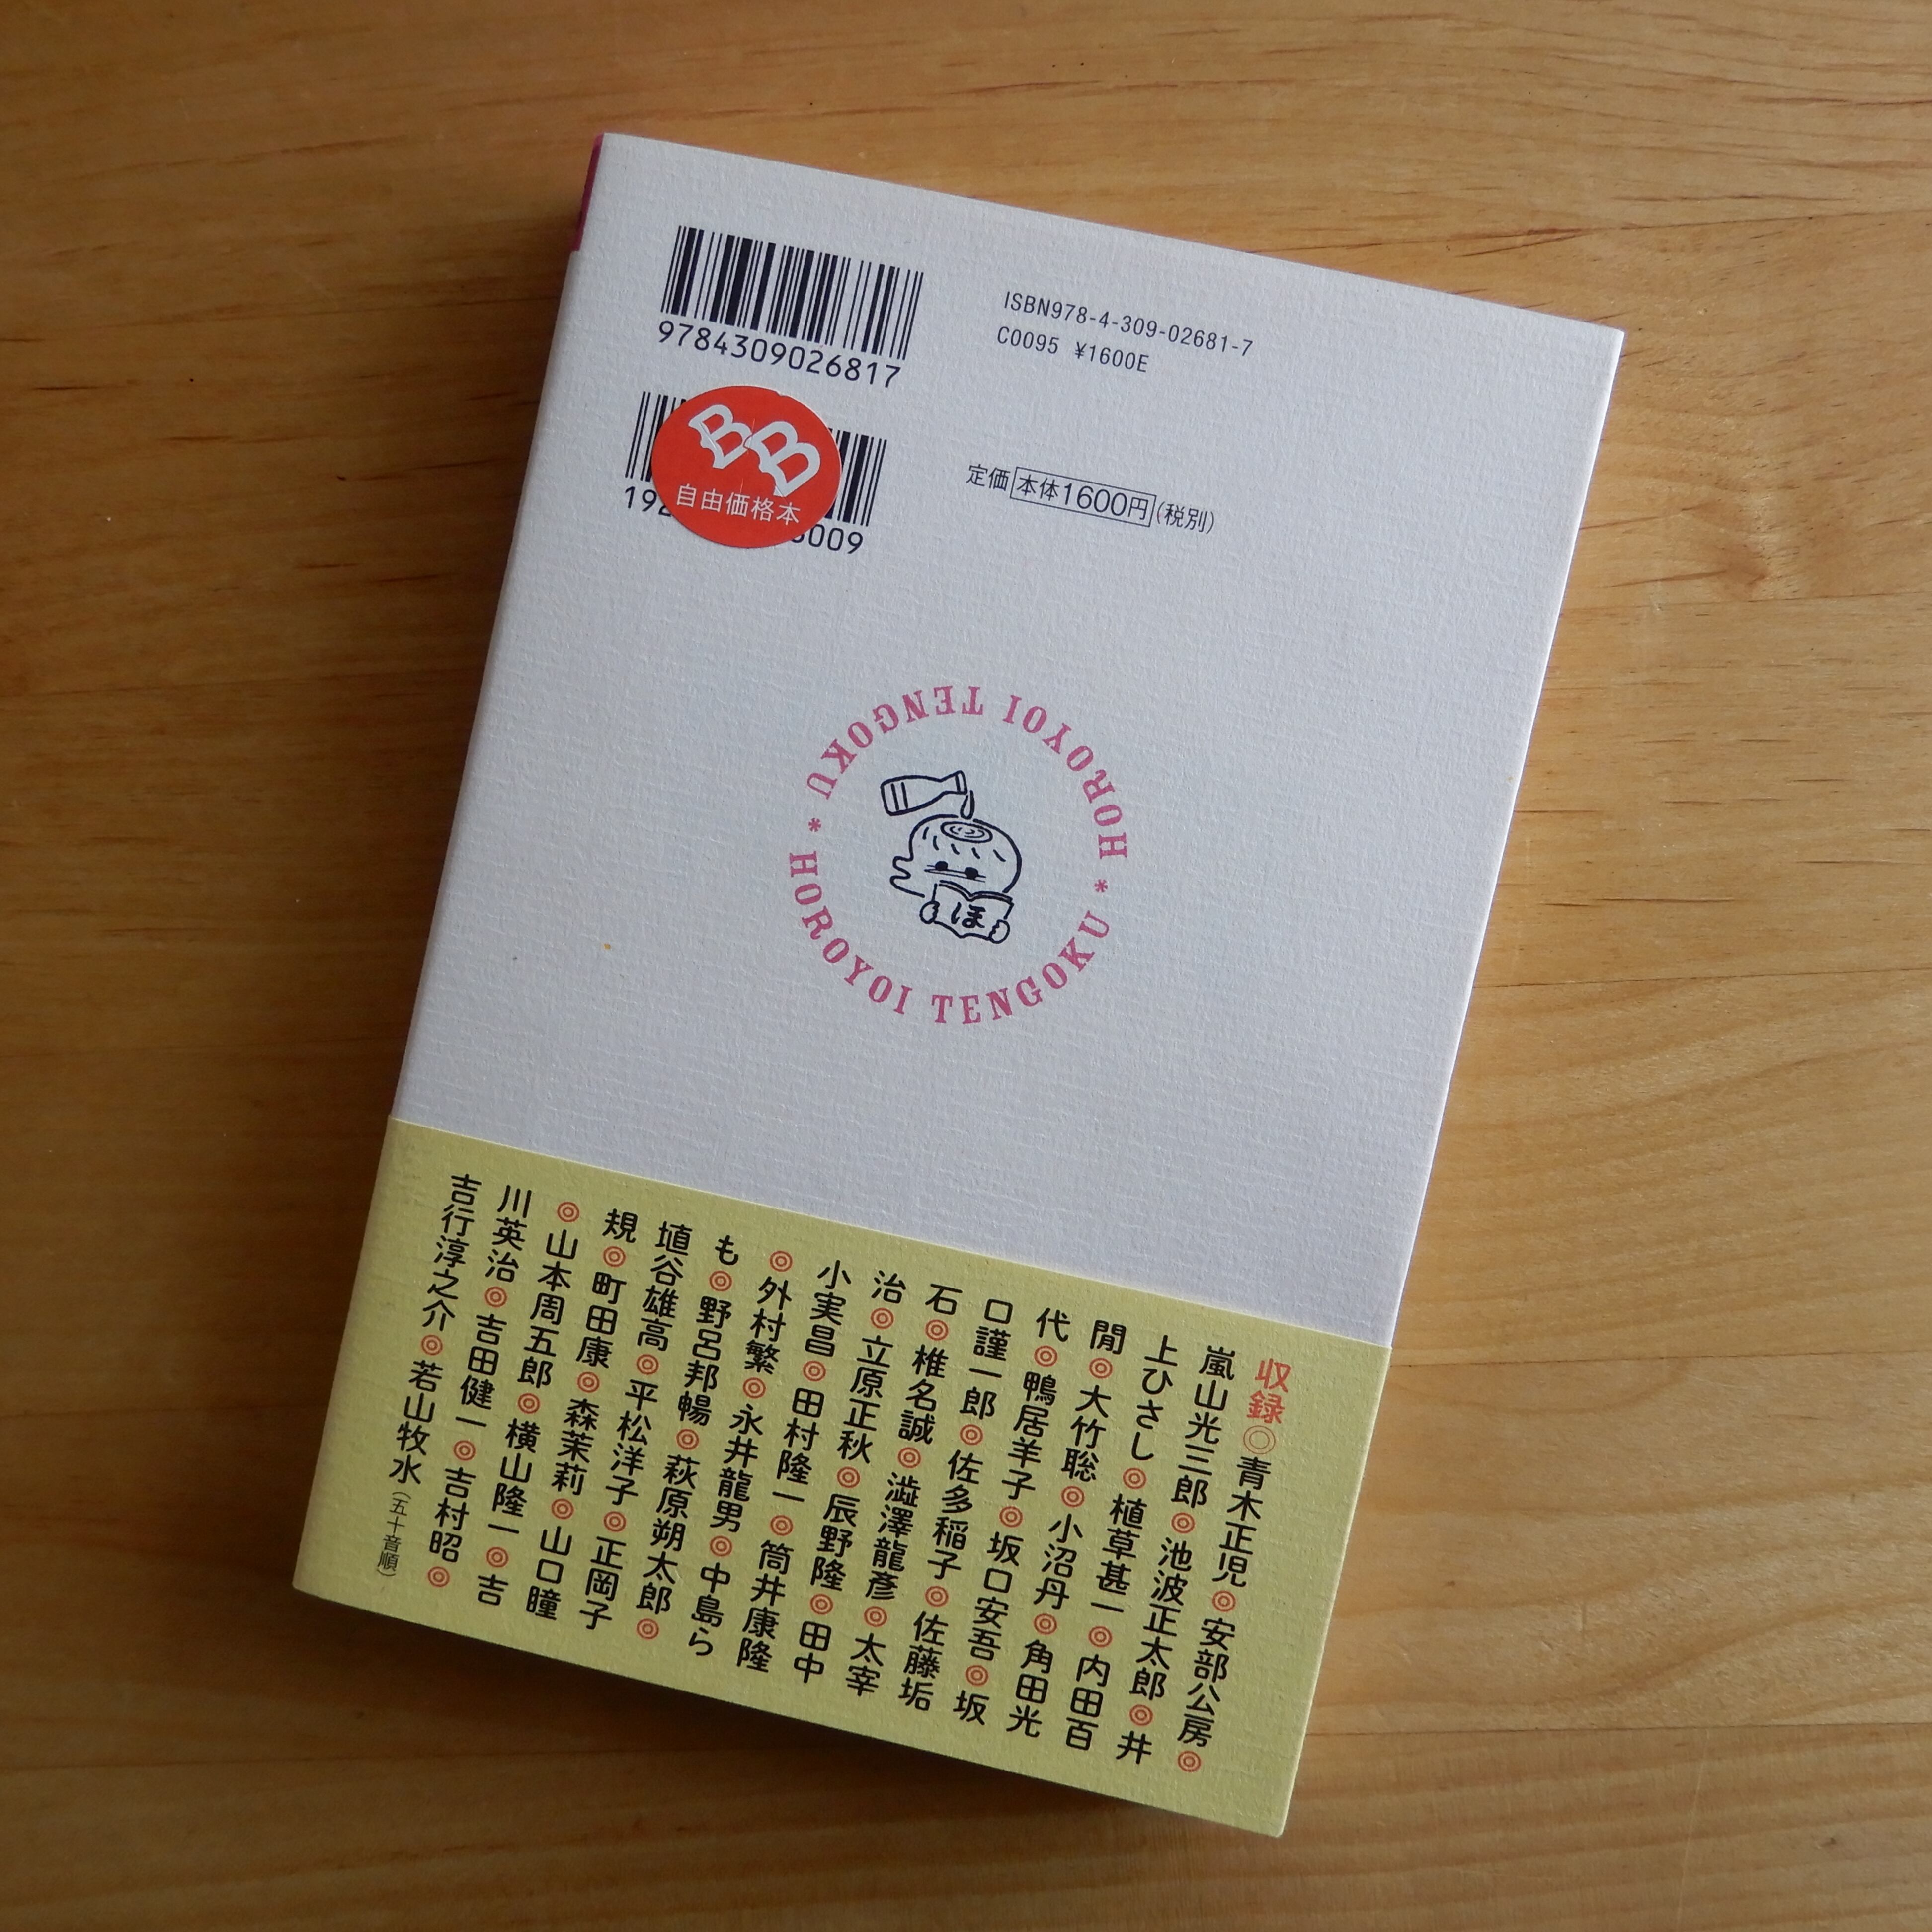 9784309026817
ISBN978-4-309-02681-7
C0095 ¥1600E
BB
自由価格本
009
定価 本体1600円(税別)
HOROYOI TENGOKU * HOROYOI TENGOKU *
ほ
収録◎青木正児◎安部公房◎
嵐山光三郎◎池波正太郎◎井
上ひさし◎植草甚一◎内田百
閒◎大竹聡◎小沼丹◎角田光
代◎鴨居羊子◎坂口安吾◎坂
口謹一郎◎佐多稲子◎佐藤垢
石◎椎名誠◎澁澤龍彥◎太宰
治◎立原正秋◎辰野隆◎田中
小実昌◎田村隆一◎筒井康隆
◎外村繁◎永井龍男◎中島ら
も◎野呂邦暢◎萩原朔太郎◎
埴谷雄高◎平松洋子◎正岡子
規◎町田康◎森茉莉◎山口瞳
◎山本周五郎◎横山隆一◎吉
川英治◎吉田健一◎吉村昭◎
吉行淳之介◎若山牧水(五十音順)